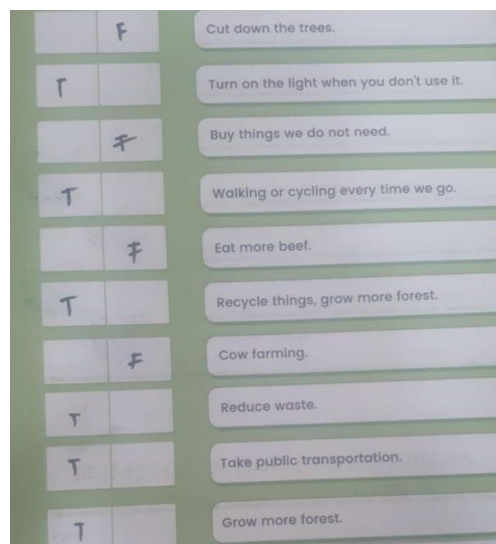 F Cut down the trees.
T Turn on the light when you don't use it.
F Buy things we do not need.
T Walking or cycling every time we go.
F Eat more beef.
T Recycle things, grow more forest.
F Cow farming.
T Reduce waste.
T Take public transportation.
T Grow more forest.